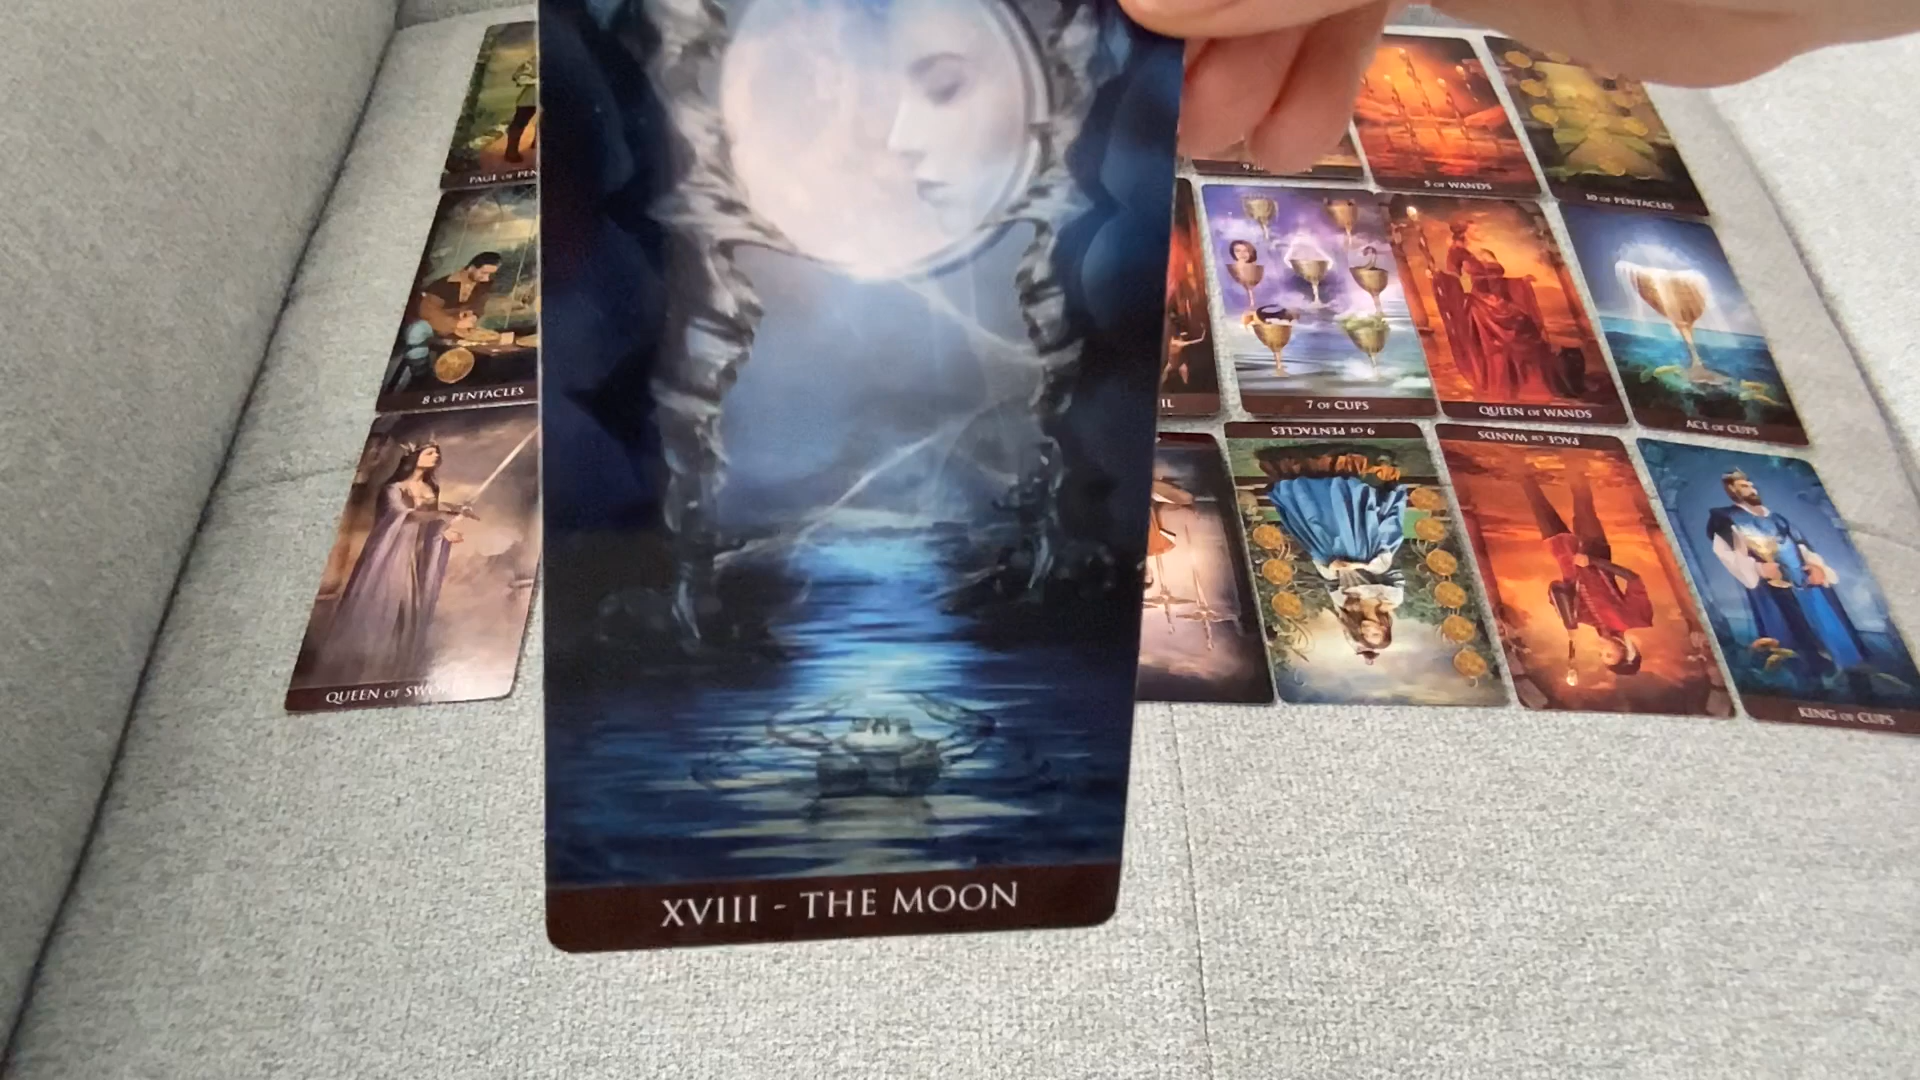 PAGE OF PEN
5 OF WANDS
10 OF PENTACLES
8 OF PENTACLES
IL
7 OF CUPS
QUEEN OF WANDS
ACE OF CUPS
9 OF PENTACLES
PAGE OF WANDS
QUEEN OF SWO
KING OF CUPS
XVIII - THE MOON